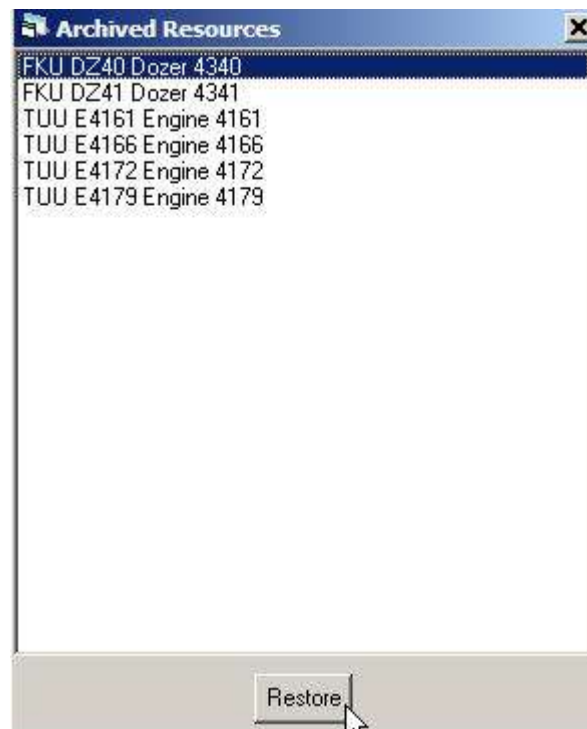 Archived Resources
FKU DZ40 Dozer 4340
FKU DZ41 Dozer 4341
TUU E4161 Engine 4161
TUU E4166 Engine 4166
TUU E4172 Engine 4172
TUU E4179 Engine 4179
Restore